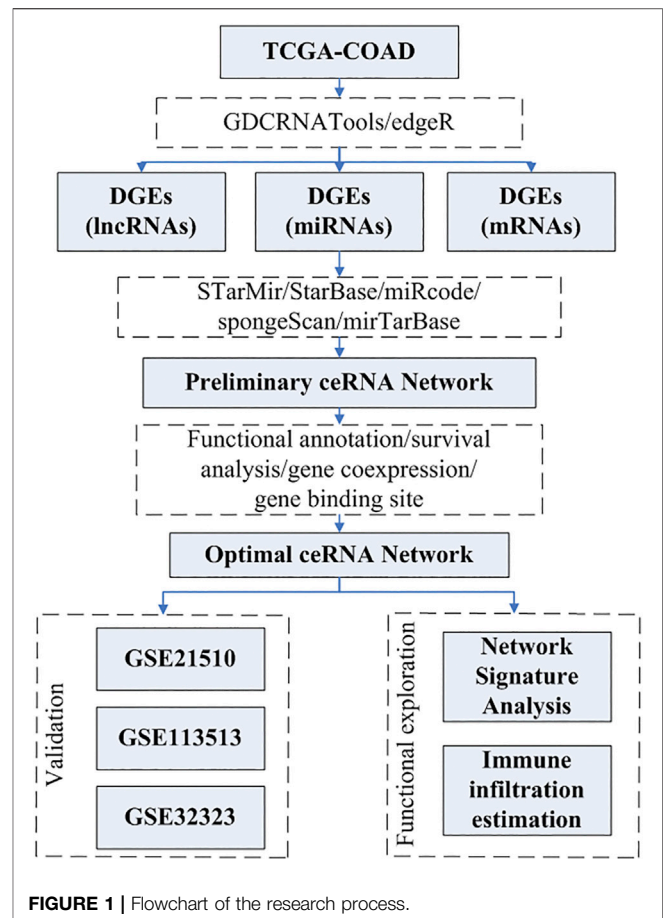 TCGA-COAD
GDCRNATools/edgeR
DGEs
(lncRNAs)
DGEs
(miRNAs)
DGEs
(mRNAs)
STarMir/StarBase/miRcode/
spongeScan/mirTarBase
Preliminary ceRNA Network
Functional annotation/survival
analysis/gene coexpression/
gene binding site
Optimal ceRNA Network
Validation
GSE21510
GSE113513
GSE32323
Functional exploration
Network
Signature
Analysis
Immune
infiltration
estimation
FIGURE 1 | Flowchart of the research process.